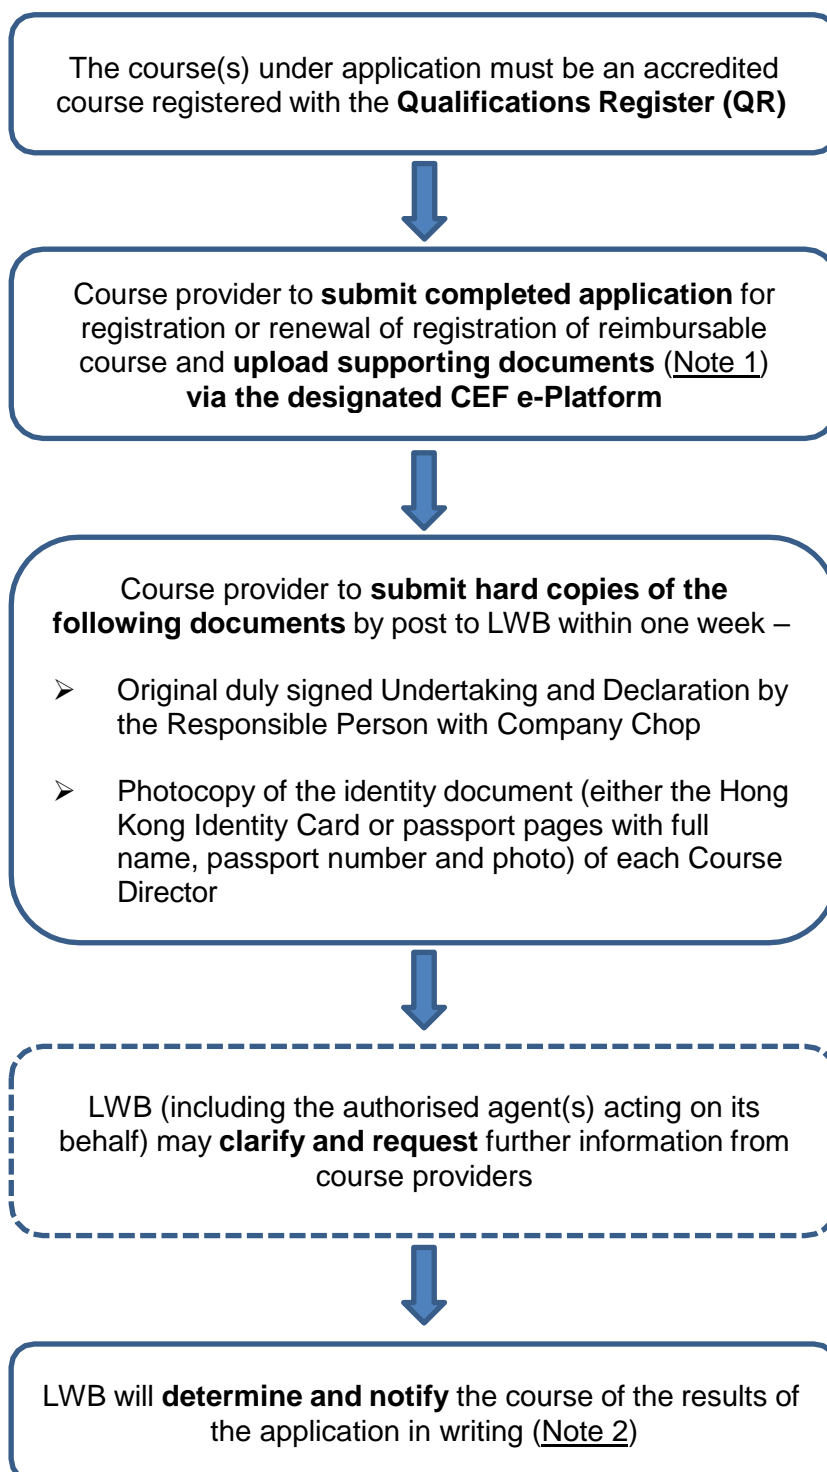 The course(s) under application must be an accredited
course registered with the Qualifications Register (QR)
Course provider to submit completed application for
registration or renewal of registration of reimbursable
course and upload supporting documents (Note 1)
via the designated CEF e-Platform
Course provider to submit hard copies of the
following documents by post to LWB within one week –
➢ Original duly signed Undertaking and Declaration by
the Responsible Person with Company Chop
➢ Photocopy of the identity document (either the Hong
Kong Identity Card or passport pages with full
name, passport number and photo) of each Course
Director
LWB (including the authorised agent(s) acting on its
behalf) may clarify and request further information from
course providers
LWB will determine and notify the course of the results of
the application in writing (Note 2)